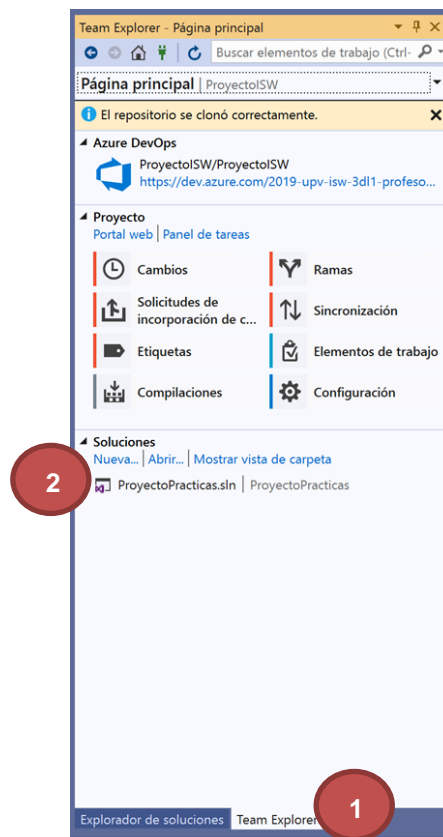 Team Explorer - Página principal
Buscar elementos de trabajo (Ctrl-
Página principal | ProyectoISW
El repositorio se clonó correctamente.
Azure DevOps
ProyectoISW/ProyectoISW
https://dev.azure.com/2019-upv-isw-3dl1-profeso...
Proyecto
Portal web | Panel de tareas
Cambios
Ramas
Solicitudes de
incorporación de c...
Sincronización
Etiquetas
Elementos de trabajo
Compilaciones
Configuración
Soluciones
Nueva... | Abrir... | Mostrar vista de carpeta
2
ProyectoPracticas.sln | ProyectoPracticas
1
Explorador de soluciones Team Explorer